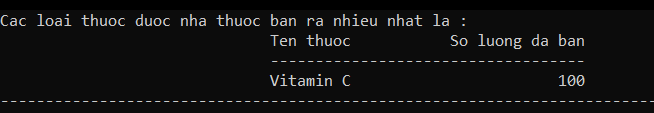 Cac loai thuoc duoc nha thuoc ban ra nhieu nhat la :
Ten thuoc So luong da ban
-----------------------------------
Vitamin C 100
-------------------------------------------------------------------------